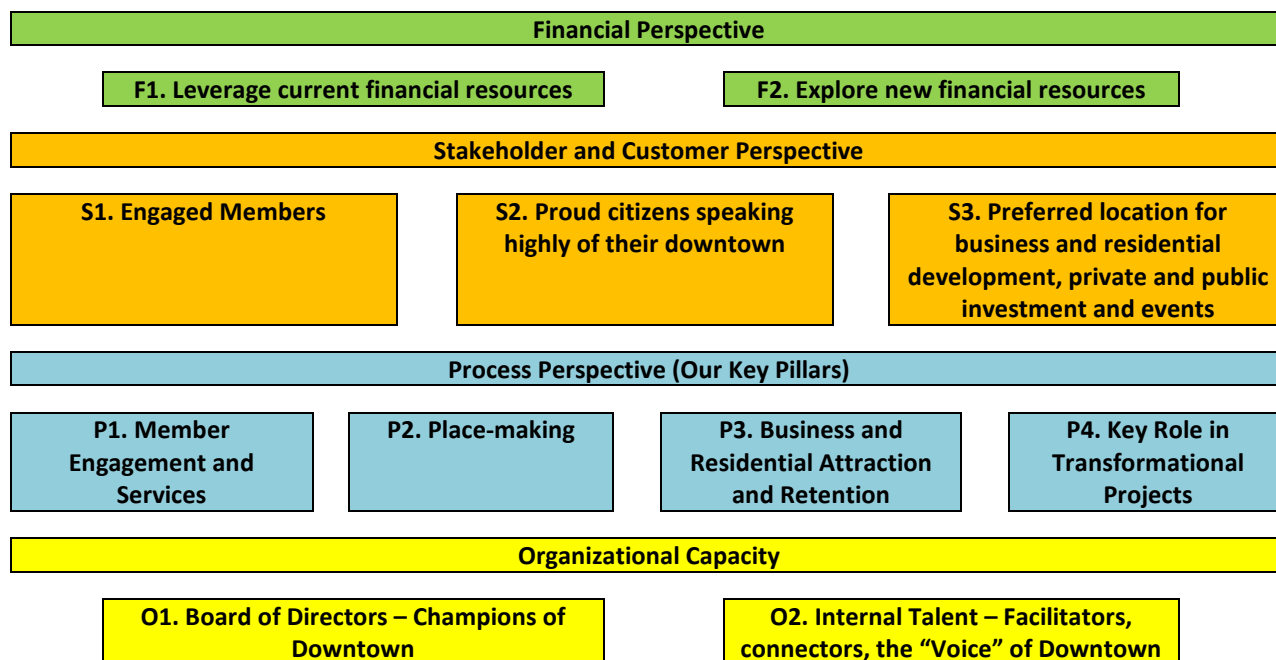 Financial Perspective
F1. Leverage current financial resources
F2. Explore new financial resources
Stakeholder and Customer Perspective
S1. Engaged Members
S2. Proud citizens speaking
highly of their downtown
S3. Preferred location for
business and residential
development, private and public
investment and events
Process Perspective (Our Key Pillars)
P1. Member
Engagement and
Services
P2. Place-making
P3. Business and
Residential Attraction
and Retention
P4. Key Role in
Transformational
Projects
Organizational Capacity
O1. Board of Directors – Champions of
Downtown
O2. Internal Talent – Facilitators,
connectors, the “Voice” of Downtown